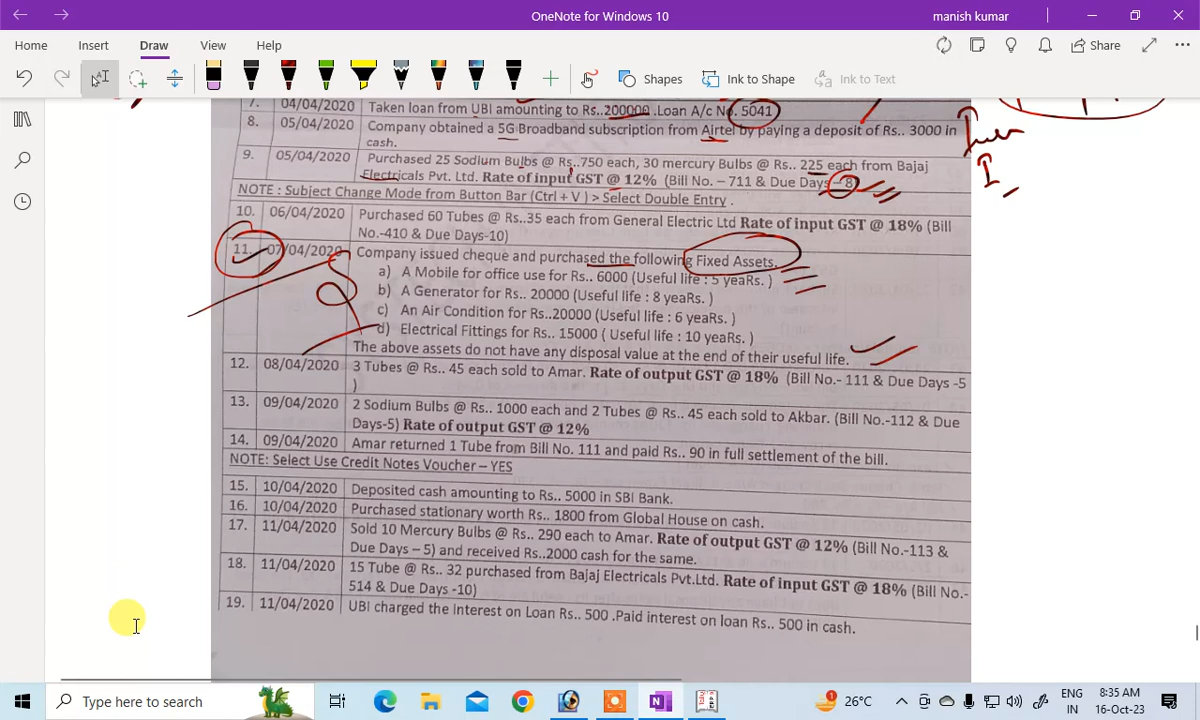 OneNote for Windows 10
manish kumar
Home Insert Draw View Help
Share
Shapes Ink to Shape Ink to Text
7. 04/04/2020 Taken loan from UBI amounting to Rs..200000 .Loan A/c No. 5041
8. 05/04/2020 Company obtained a 5G Broadband subscription from Airtel by paying a deposit of Rs.. 3000 in
cash.
9. 05/04/2020 Purchased 25 Sodium Bulbs @ Rs..750 each, 30 mercury Bulbs @ Rs.. 225 each from Bajaj
Electricals Pvt. Ltd. Rate of input GST @ 12% (Bill No. – 711 & Due Days – 8)
NOTE : Subject Change Mode from Button Bar (Ctrl + V ) > Select Double Entry .
10. 06/04/2020 Purchased 60 Tubes @ Rs..35 each from General Electric Ltd Rate of input GST @ 18% (Bill
No.-410 & Due Days-10)
11. 07/04/2020 Company issued cheque and purchased the following Fixed Assets.
a) A Mobile for office use for Rs.. 6000 (Useful life : 5 yeaRs. )
b) A Generator for Rs.. 20000 (Useful life : 8 yeaRs. )
c) An Air Condition for Rs..20000 (Useful life : 6 yeaRs. )
d) Electrical Fittings for Rs.. 15000 ( Useful life : 10 yeaRs. )
The above assets do not have any disposal value at the end of their useful life.
12. 08/04/2020 3 Tubes @ Rs.. 45 each sold to Amar. Rate of output GST @ 18% (Bill No.- 111 & Due Days -5
)
13. 09/04/2020 2 Sodium Bulbs @ Rs.. 1000 each and 2 Tubes @ Rs.. 45 each sold to Akbar. (Bill No.-112 & Due
Days-5) Rate of output GST @ 12%
14. 09/04/2020 Amar returned 1 Tube from Bill No. 111 and paid Rs.. 90 in full settlement of the bill.
NOTE: Select Use Credit Notes Voucher – YES
15. 10/04/2020 Deposited cash amounting to Rs.. 5000 in SBI Bank.
16. 10/04/2020 Purchased stationary worth Rs.. 1800 from Global House on cash.
17. 11/04/2020 Sold 10 Mercury Bulbs @ Rs.. 290 each to Amar. Rate of output GST @ 12% (Bill No.-113 &
Due Days – 5) and received Rs..2000 cash for the same.
18. 11/04/2020 15 Tube @ Rs.. 32 purchased from Bajaj Electricals Pvt.Ltd. Rate of input GST @ 18% (Bill No.-
514 & Due Days -10)
19. 11/04/2020 UBI charged the Interest on Loan Rs.. 500 .Paid interest on loan Rs.. 500 in cash.
Type here to search
26°C
ENG
IN
8:35 AM
16-Oct-23